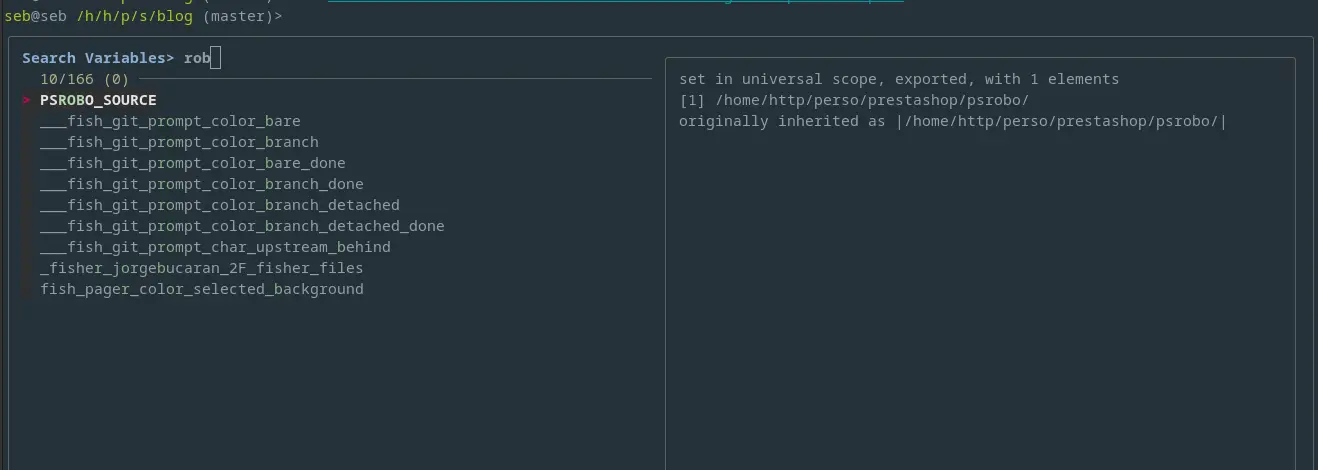 seb@seb /h/h/p/s/blog (master)>
Search Variables> rob
10/166 (0)
> PSROBO_SOURCE
___fish_git_prompt_color_bare
___fish_git_prompt_color_branch
___fish_git_prompt_color_bare_done
___fish_git_prompt_color_branch_done
___fish_git_prompt_color_branch_detached
___fish_git_prompt_color_branch_detached_done
___fish_git_prompt_char_upstream_behind
_fisher_jorgebucaran_2F_fisher_files
fish_pager_color_selected_background
set in universal scope, exported, with 1 elements
[1] /home/http/perso/prestashop/psrobo/
originally inherited as |/home/http/perso/prestashop/psrobo/|